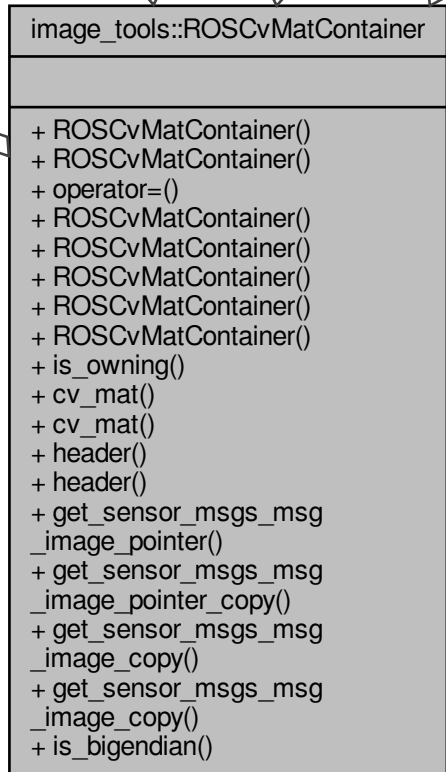 image_tools::ROSCvMatContainer
+ ROSCvMatContainer()
+ ROSCvMatContainer()
+ operator=()
+ ROSCvMatContainer()
+ ROSCvMatContainer()
+ ROSCvMatContainer()
+ ROSCvMatContainer()
+ ROSCvMatContainer()
+ is_owning()
+ cv_mat()
+ cv_mat()
+ header()
+ header()
+ get_sensor_msgs_msg
_image_pointer()
+ get_sensor_msgs_msg
_image_pointer_copy()
+ get_sensor_msgs_msg
_image_copy()
+ get_sensor_msgs_msg
_image_copy()
+ is_bigendian()